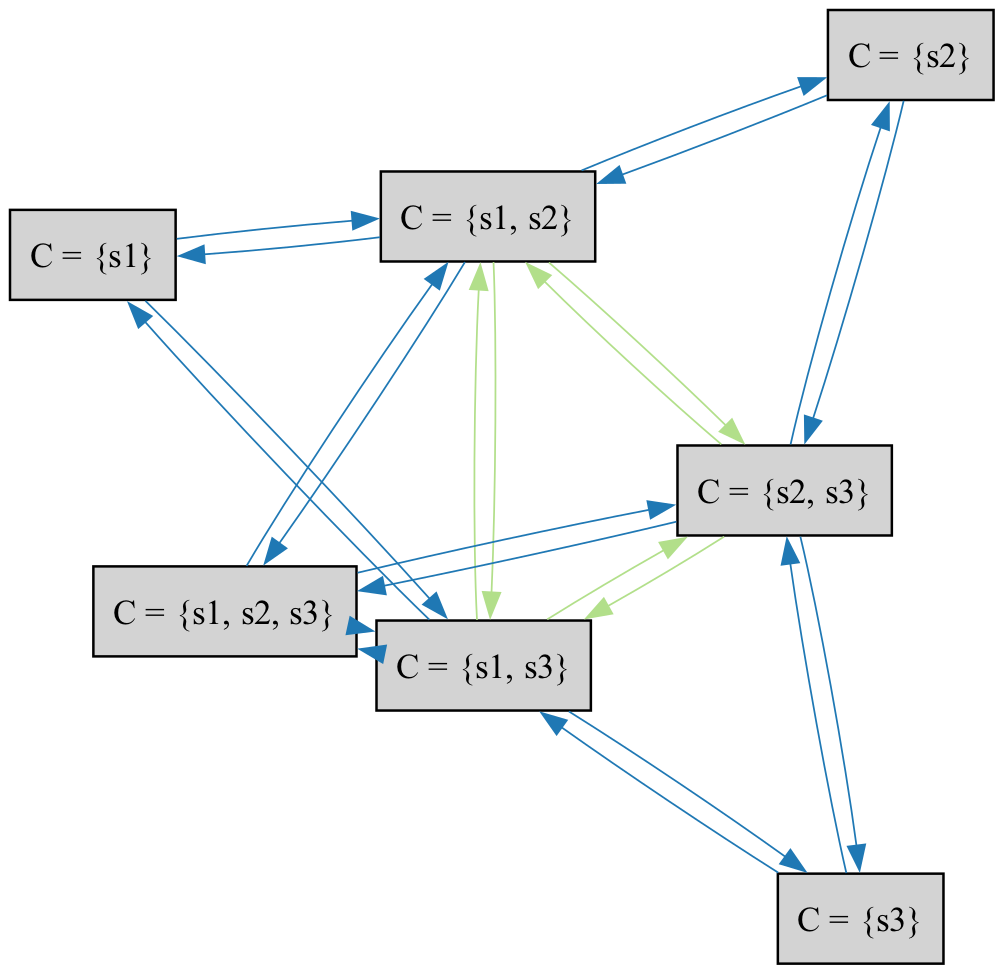 C = {s2}
C = {s1, s2}
C = {s1}
C = {s2, s3}
C = {s1, s2, s3}
C = {s1, s3}
C = {s3}